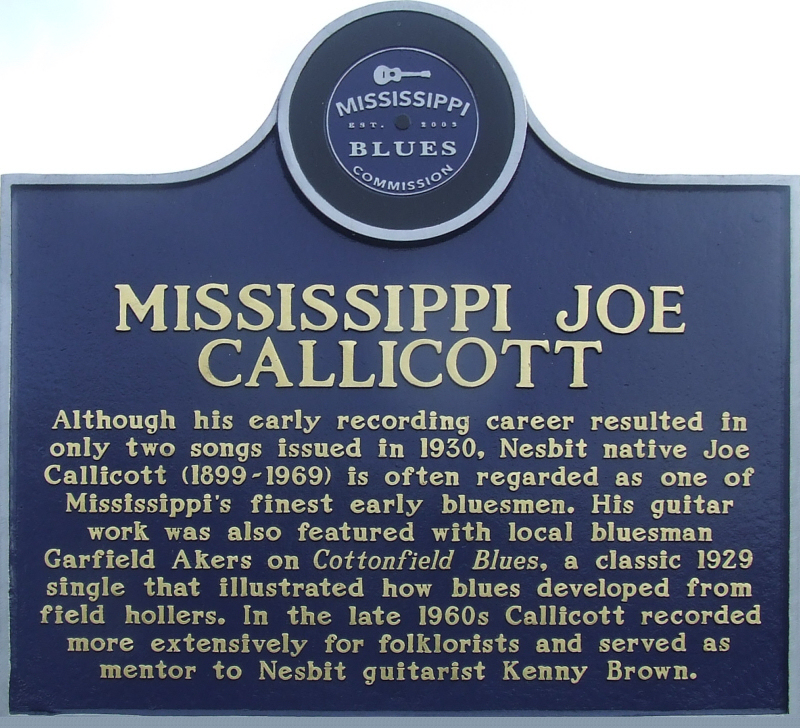 MISSISSIPPI
EST. 2003
BLUES
COMMISSION
MISSISSIPPI JOE
CALLICOTT
Although his early recording career resulted in
only two songs issued in 1930, Nesbit native Joe
Callicott (1899-1969) is often regarded as one of
Mississippi's finest early bluesmen. His guitar
work was also featured with local bluesman
Garfield Akers on Cottonfield Blues, a classic 1929
single that illustrated how blues developed from
field hollers. In the late 1960s Callicott recorded
more extensively for folklorists and served as
mentor to Nesbit guitarist Kenny Brown.